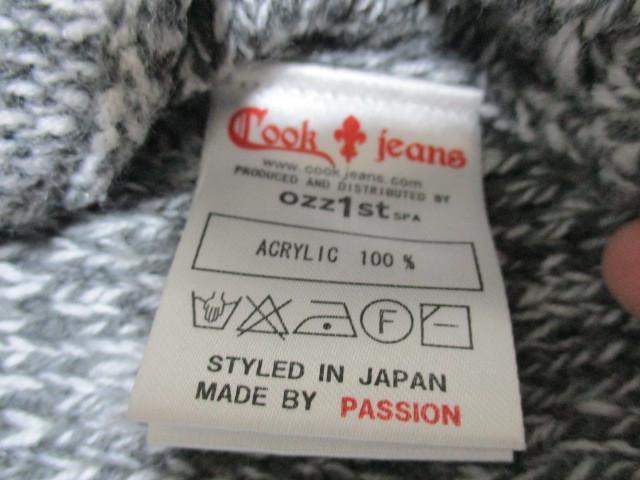 Cook jeans
www.cookjeans.com
PRODUCED AND DISTRIBUTED BY
OZZ1st SPA
ACRYLIC 100 %
F
STYLED IN JAPAN
MADE BY PASSION